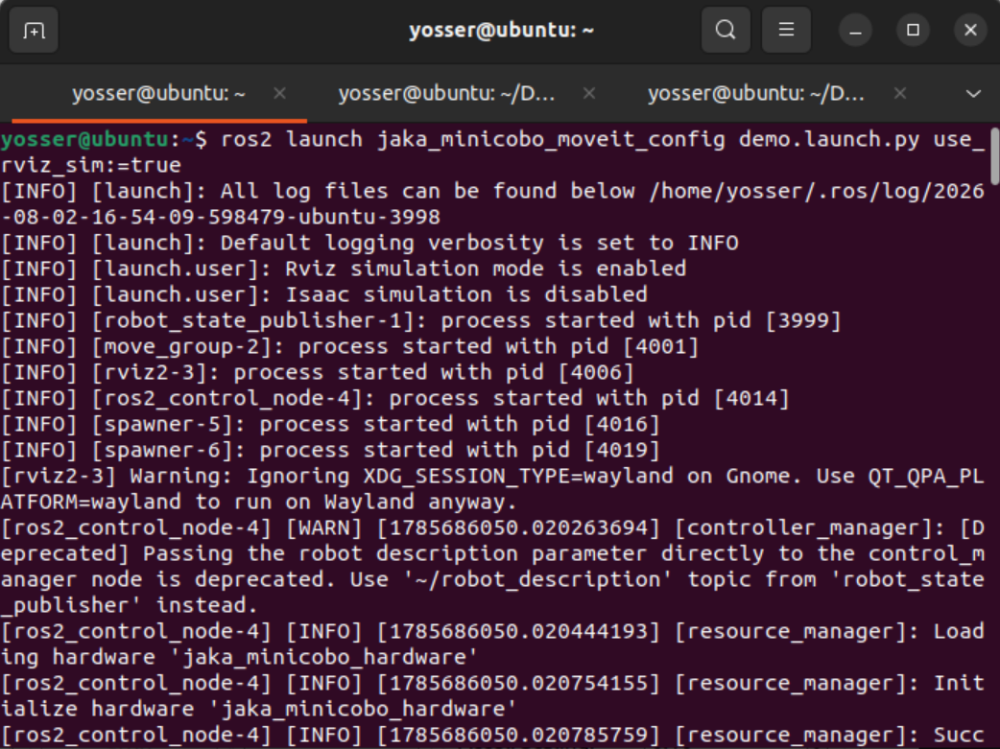 yosser@ubuntu: ~
yosser@ubuntu: ~ × yosser@ubuntu: ~/D... × yosser@ubuntu: ~/D... ×
yosser@ubuntu:~$ ros2 launch jaka_minicobo_moveit_config demo.launch.py use_
rviz_sim:=true
[INFO] [launch]: All log files can be found below /home/yosser/.ros/log/2026
-08-02-16-54-09-598479-ubuntu-3998
[INFO] [launch]: Default logging verbosity is set to INFO
[INFO] [launch.user]: Rviz simulation mode is enabled
[INFO] [launch.user]: Isaac simulation is disabled
[INFO] [robot_state_publisher-1]: process started with pid [3999]
[INFO] [move_group-2]: process started with pid [4001]
[INFO] [rviz2-3]: process started with pid [4006]
[INFO] [ros2_control_node-4]: process started with pid [4014]
[INFO] [spawner-5]: process started with pid [4016]
[INFO] [spawner-6]: process started with pid [4019]
[rviz2-3] Warning: Ignoring XDG_SESSION_TYPE=wayland on Gnome. Use QT_QPA_PL
ATFORM=wayland to run on Wayland anyway.
[ros2_control_node-4] [WARN] [1785686050.020263694] [controller_manager]: [D
eprecated] Passing the robot description parameter directly to the control_m
anager node is deprecated. Use '~/robot_description' topic from 'robot_state
_publisher' instead.
[ros2_control_node-4] [INFO] [1785686050.020444193] [resource_manager]: Load
ing hardware 'jaka_minicobo_hardware'
[ros2_control_node-4] [INFO] [1785686050.020754155] [resource_manager]: Init
ialize hardware 'jaka_minicobo_hardware'
[ros2_control_node-4] [INFO] [1785686050.020785759] [resource_manager]: Succ